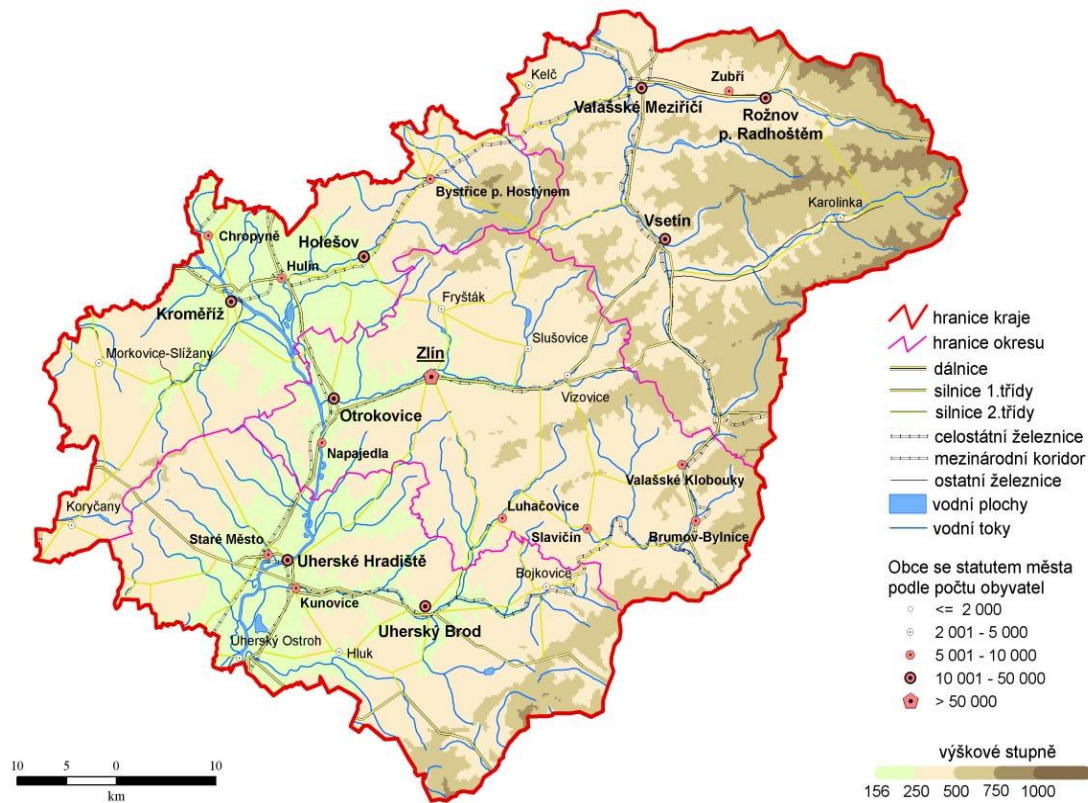 Kelč
Zubří
Valašské Meziříčí
Rožnov
p. Radhoštěm
Bystřice p. Hostýnem
Karolinka
Vsetín
Chropyně
Holešov
Hulín
Kroměříž
Fryšták
Slušovice
Morkovice-Slížany
Zlín
Vizovice
Otrokovice
Napajedla
Valašské Klobouky
Koryčany
Luhačovice
Slavičín
Brumov-Bylnice
Staré Město
Uherské Hradiště
Bojkovice
Kunovice
Uherský Brod
Uherský Ostroh
Hluk
hranice kraje
hranice okresu
dálnice
silnice 1.třídy
silnice 2.třídy
celostátní železnice
mezinárodní koridor
ostatní železnice
vodní plochy
vodní toky
Obce se statutem města
podle počtu obyvatel
<= 2 000
2 001 - 5 000
5 001 - 10 000
10 001 - 50 000
> 50 000
výškové stupně
156 250 500 750 1000
10 5 0 10
km